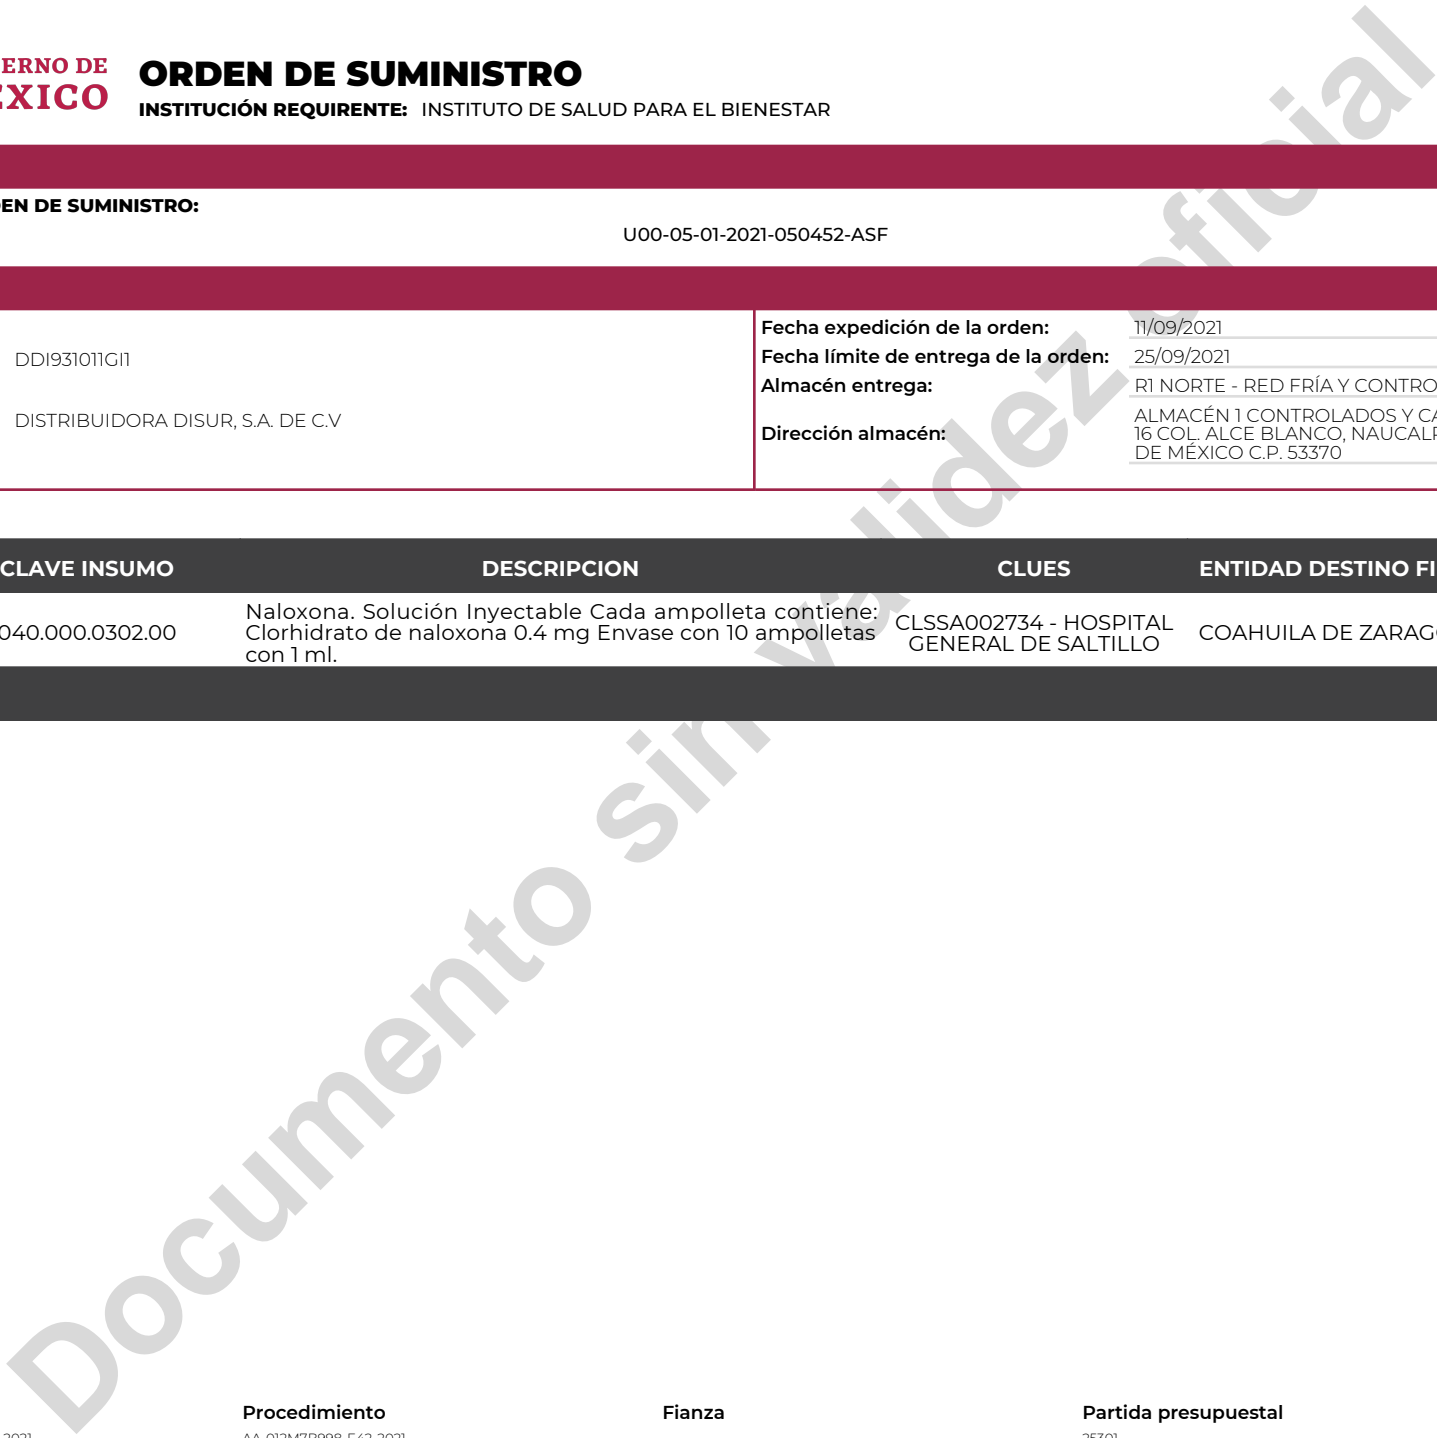 ERNO DE
ÉXICO
ORDEN DE SUMINISTRO
INSTITUCIÓN REQUIRENTE: INSTITUTO DE SALUD PARA EL BIENESTAR
EN DE SUMINISTRO:
U00-05-01-2021-050452-ASF
DDI931011GI1
DISTRIBUIDORA DISUR, S.A. DE C.V
Fecha expedición de la orden: 11/09/2021
Fecha límite de entrega de la orden: 25/09/2021
Almacén entrega: R1 NORTE - RED FRÍA Y CONTRO
Dirección almacén:
ALMACÉN 1 CONTROLADOS Y CA
16 COL. ALCE BLANCO, NAUCALP
DE MÉXICO C.P. 53370
CLAVE INSUMO DESCRIPCION CLUES ENTIDAD DESTINO FI
040.000.0302.00
Naloxona. Solución Inyectable Cada ampolleta contiene:
Clorhidrato de naloxona 0.4 mg Envase con 10 ampolletas
con 1 ml.
CLSSA002734 - HOSPITAL
GENERAL DE SALTILLO
COAHUILA DE ZARAG
Documento sin validez oficial
Procedimiento Fianza Partida presupuestal